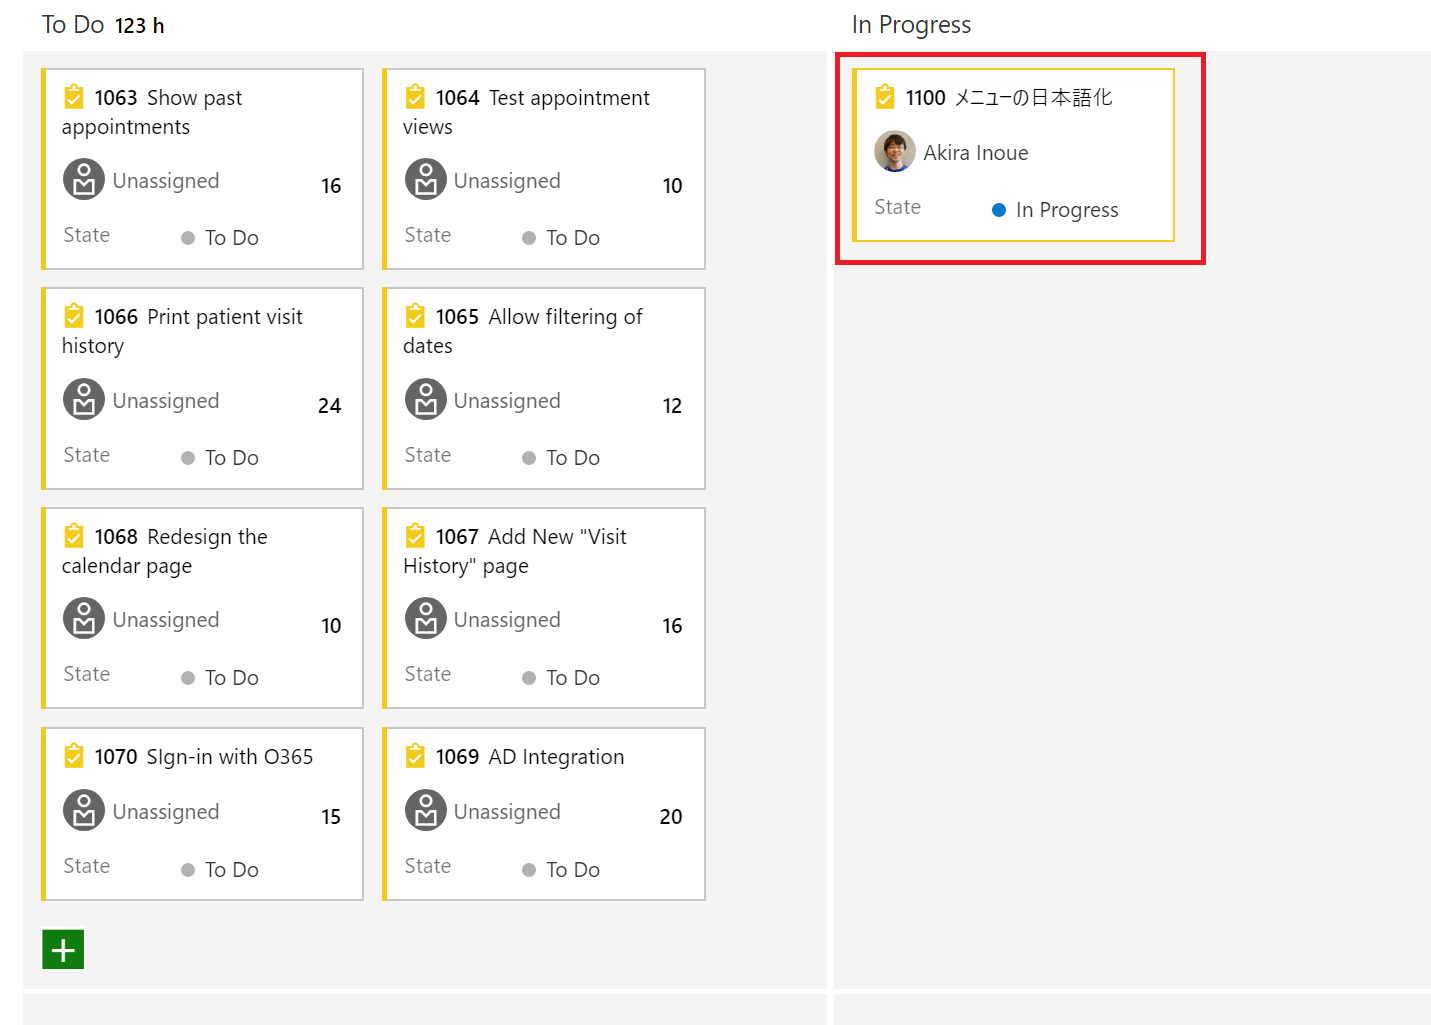 To Do 123 h
1063 Show past
appointments
Unassigned
16
State
To Do
1064 Test appointment
views
Unassigned
10
State
To Do
1066 Print patient visit
history
Unassigned
24
State
To Do
1065 Allow filtering of
dates
Unassigned
12
State
To Do
1068 Redesign the
calendar page
Unassigned
10
State
To Do
1067 Add New "Visit
History" page
Unassigned
16
State
To Do
1070 SIgn-in with O365
Unassigned
15
State
To Do
1069 AD Integration
Unassigned
20
State
To Do
In Progress
1100 メニューの日本語化
Akira Inoue
State
In Progress